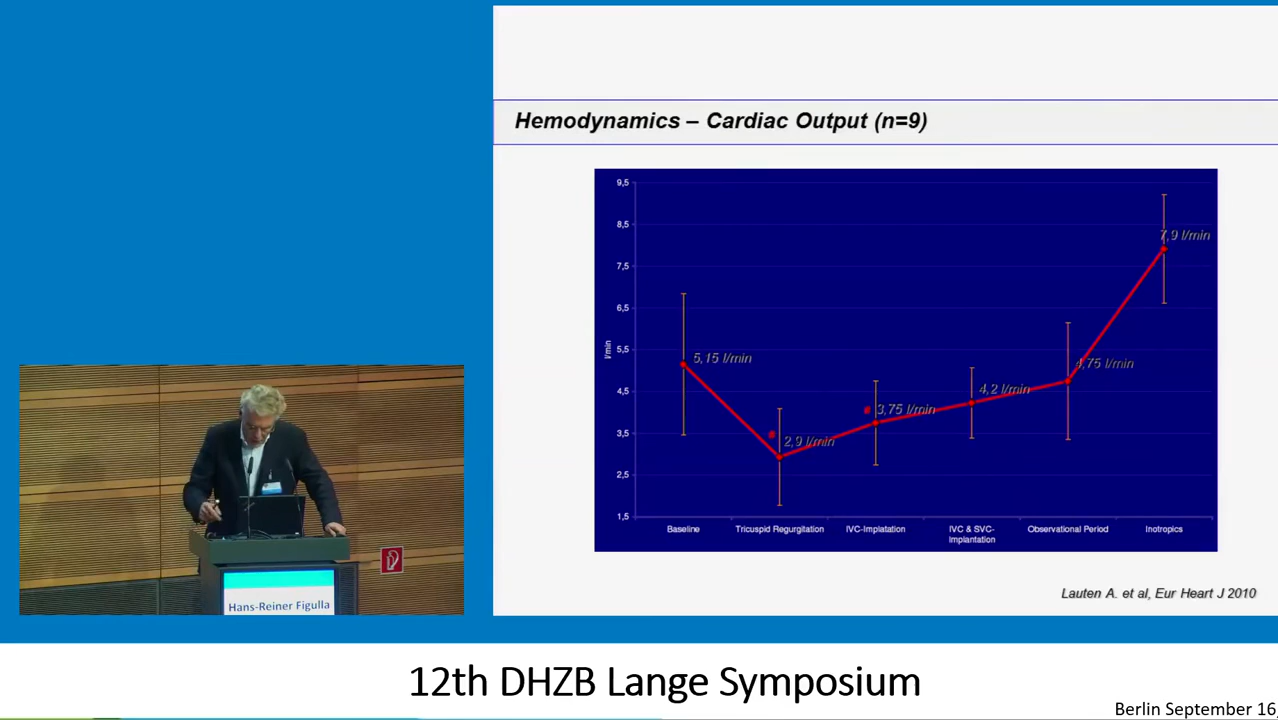 Hemodynamics – Cardiac Output (n=9)
9,5
8,5
7,5
6,5
5,5
4,5
3,5
2,5
1,5
l/min
5,15 l/min
2,9 l/min
3,75 l/min
4,2 l/min
4,75 l/min
7,9 l/min
Baseline
Tricuspid Regurgitation
IVC-Implatation
IVC & SVC-
Implantation
Observational Period
Inotropics
Lauten A. et al, Eur Heart J 2010
Hans-Reiner Figulla
12th DHZB Lange Symposium
Berlin September 16,